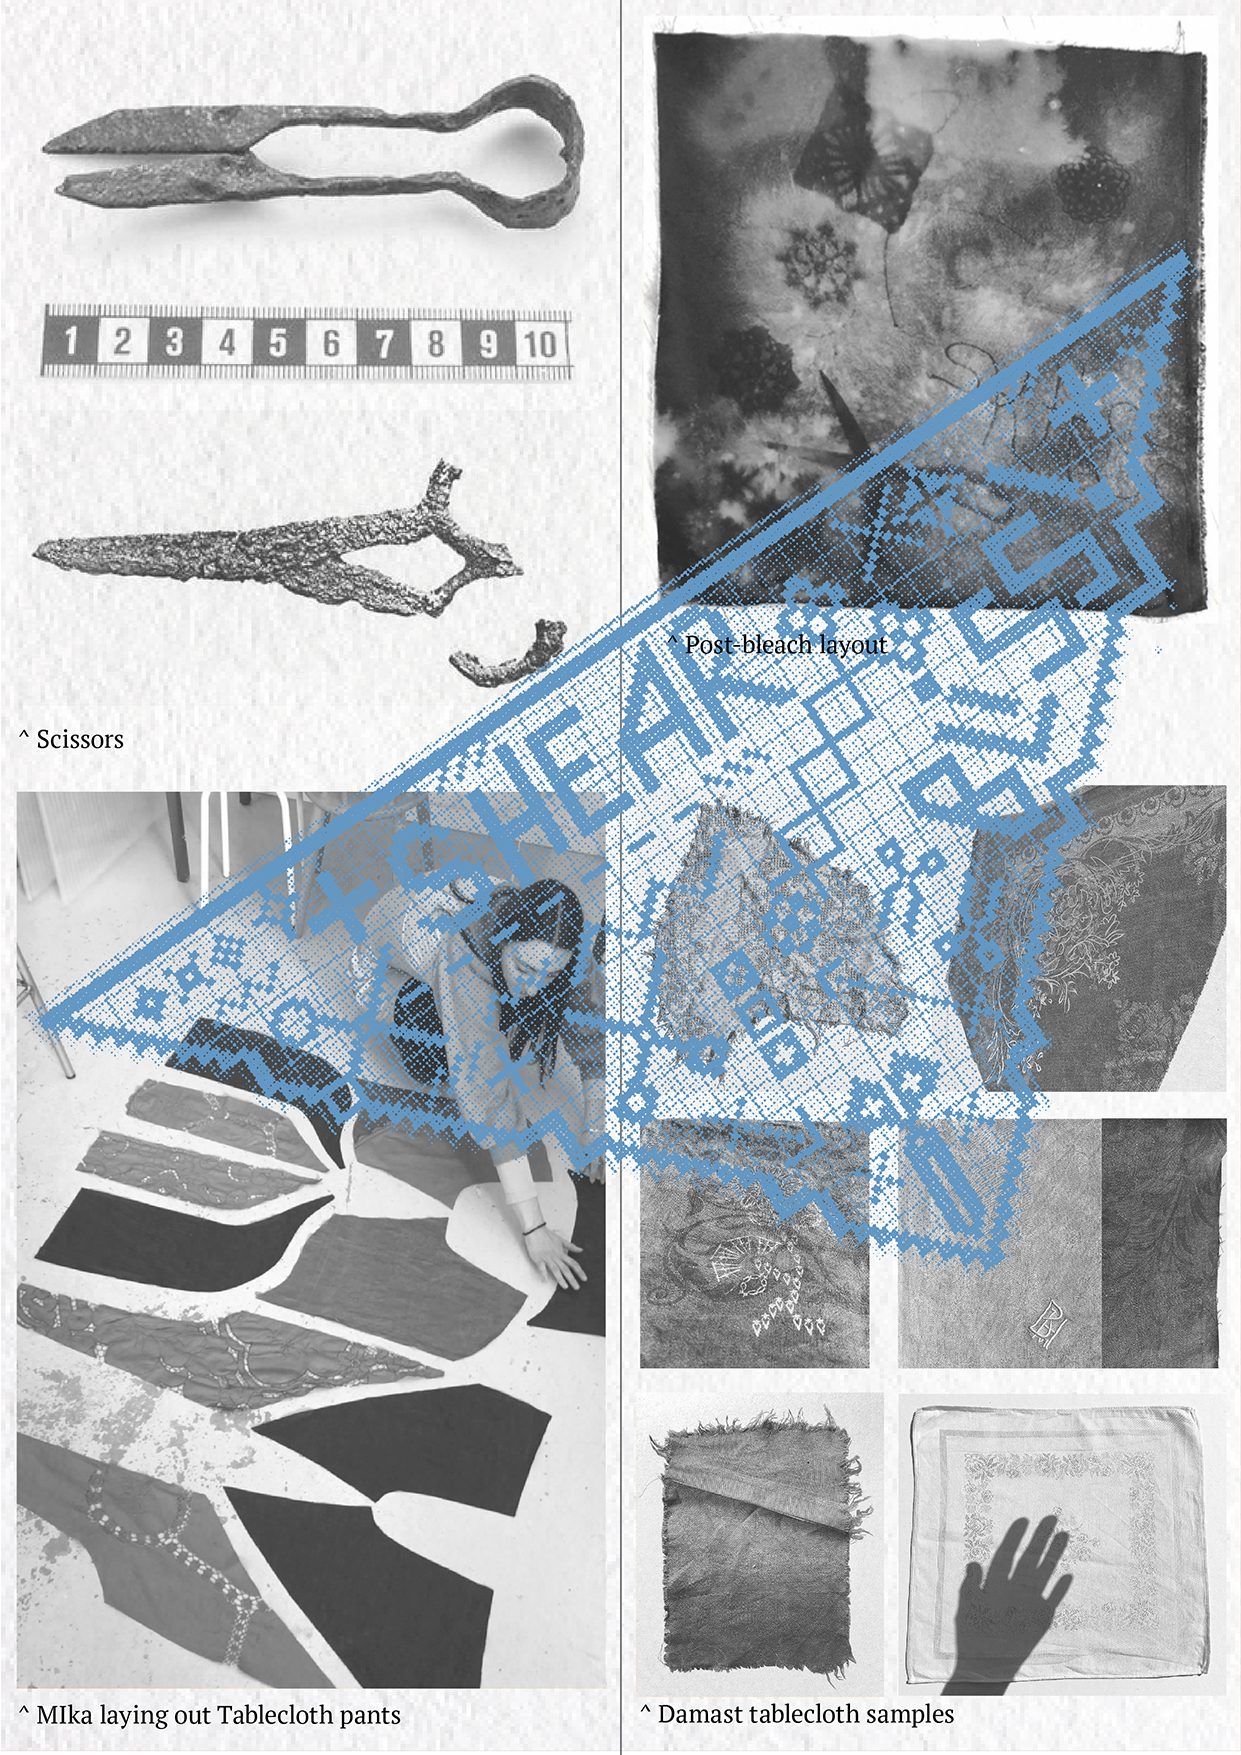 1 2 3 4 5 6 7 8 9 10
^ Scissors
^ Post-bleach layout
SHEAR
^ MIka laying out Tablecloth pants
^ Damast tablecloth samples